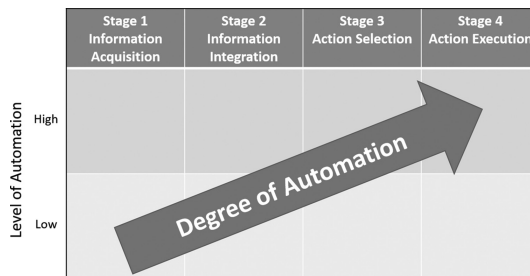 Stage 1
Information
Acquisition
Stage 2
Information
Integration
Stage 3
Action Selection
Stage 4
Action Execution
Level of Automation
High
Low
Degree of Automation